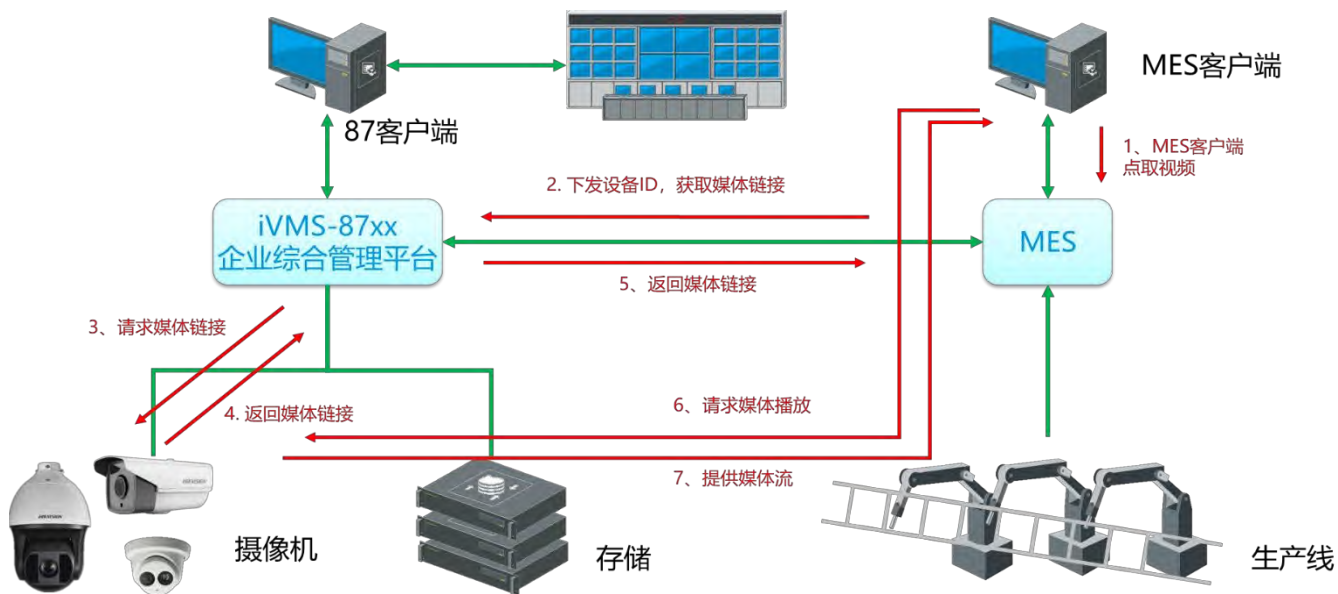 MES客户端
87客户端
1、MES客户端
点取视频
2. 下发设备ID，获取媒体链接
iVMS-87xx
企业综合管理平台
MES
5、返回媒体链接
3、请求媒体链接
4. 返回媒体链接
6、请求媒体播放
7、提供媒体流
HIKVISION
HIKVISION
摄像机
存储
生产线